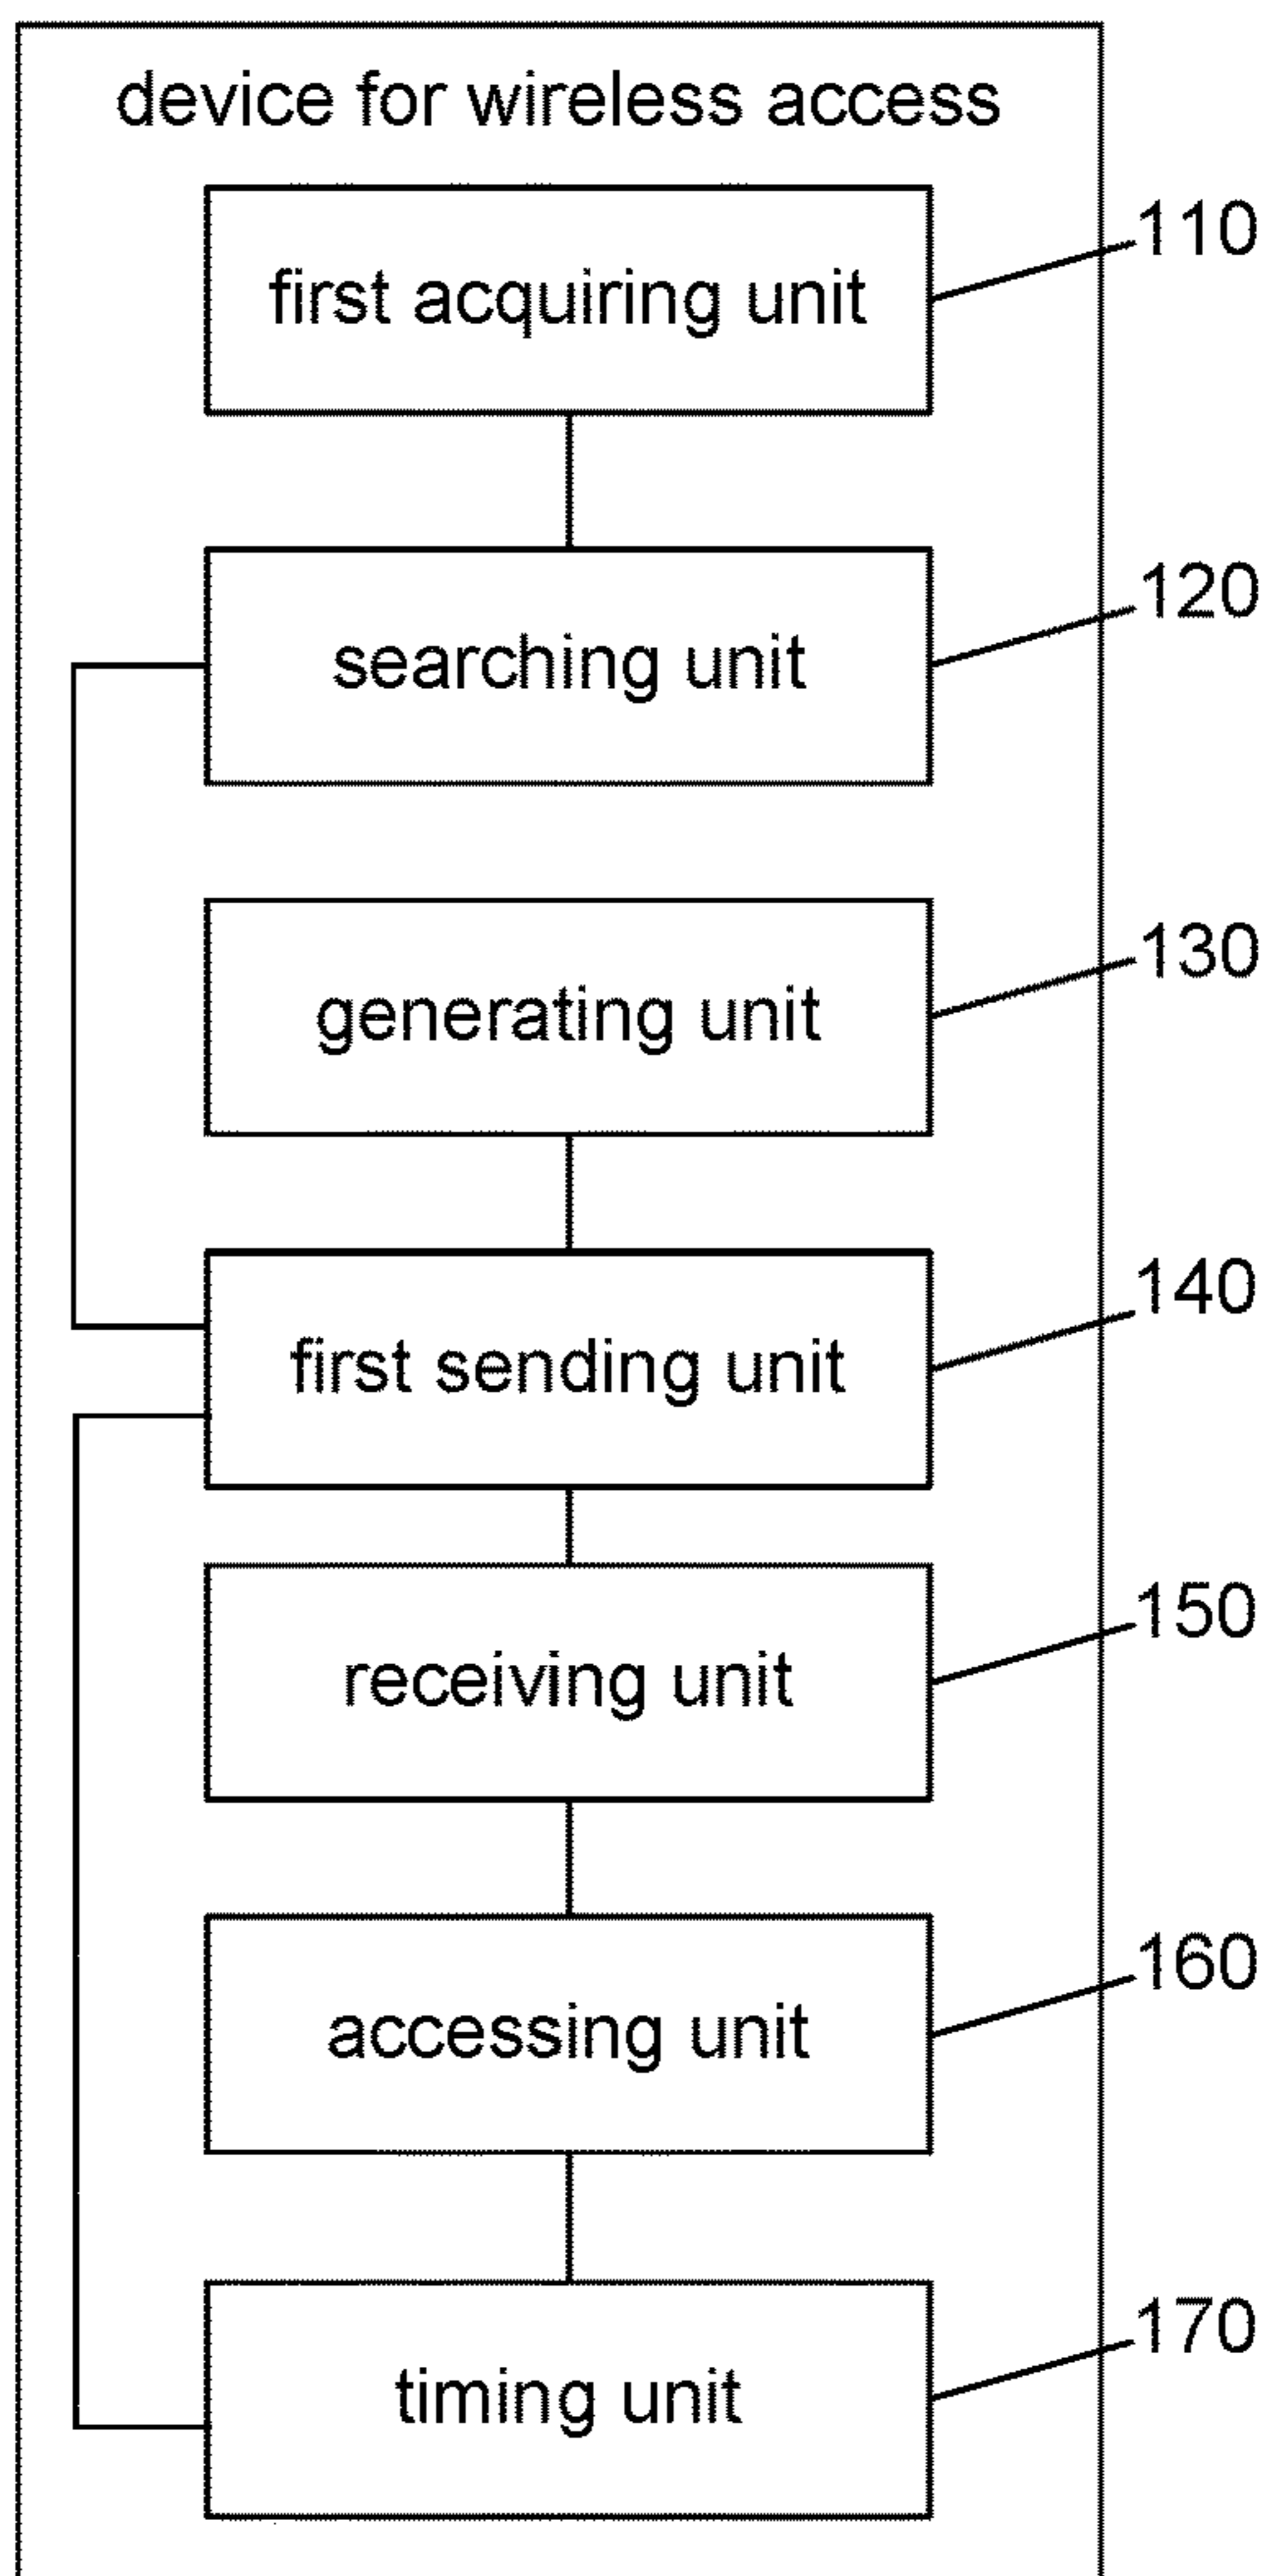 device for wireless access
first acquiring unit
110
searching unit
120
generating unit
130
first sending unit
140
receiving unit
150
accessing unit
160
timing unit
170